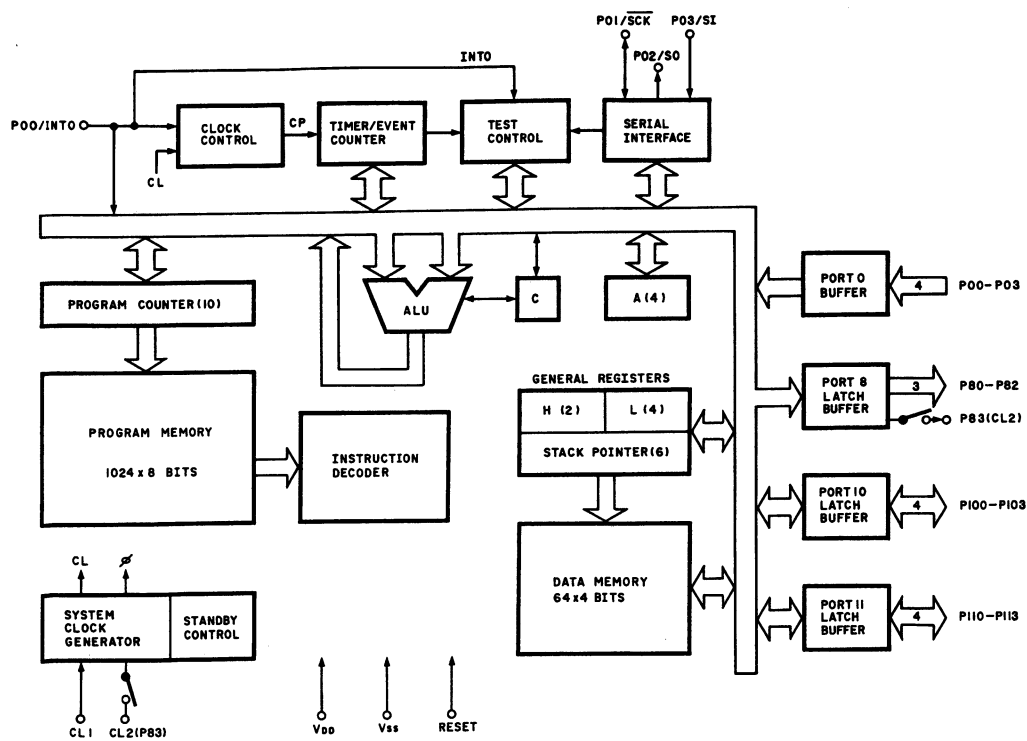 P01/SCK P03/SI
P02/SO
INT0
P00/INT0
CLOCK
CONTROL
CP
TIMER/EVENT
COUNTER
TEST
CONTROL
SERIAL
INTERFACE
CL
PROGRAM COUNTER(10)
ALU
C
A(4)
PORT 0
BUFFER
4
P00-P03
GENERAL REGISTERS
H(2)
L(4)
STACK POINTER(6)
PORT 8
LATCH
BUFFER
3
P80-P82
P83(CL2)
PROGRAM MEMORY
1024x8 BITS
INSTRUCTION
DECODER
PORT 10
LATCH
BUFFER
4
P100-P103
CL
ø
SYSTEM
CLOCK
GENERATOR
STANDBY
CONTROL
DATA MEMORY
64x4 BITS
PORT 11
LATCH
BUFFER
4
P110-P113
CL1
CL2(P83)
VDD
VSS
RESET